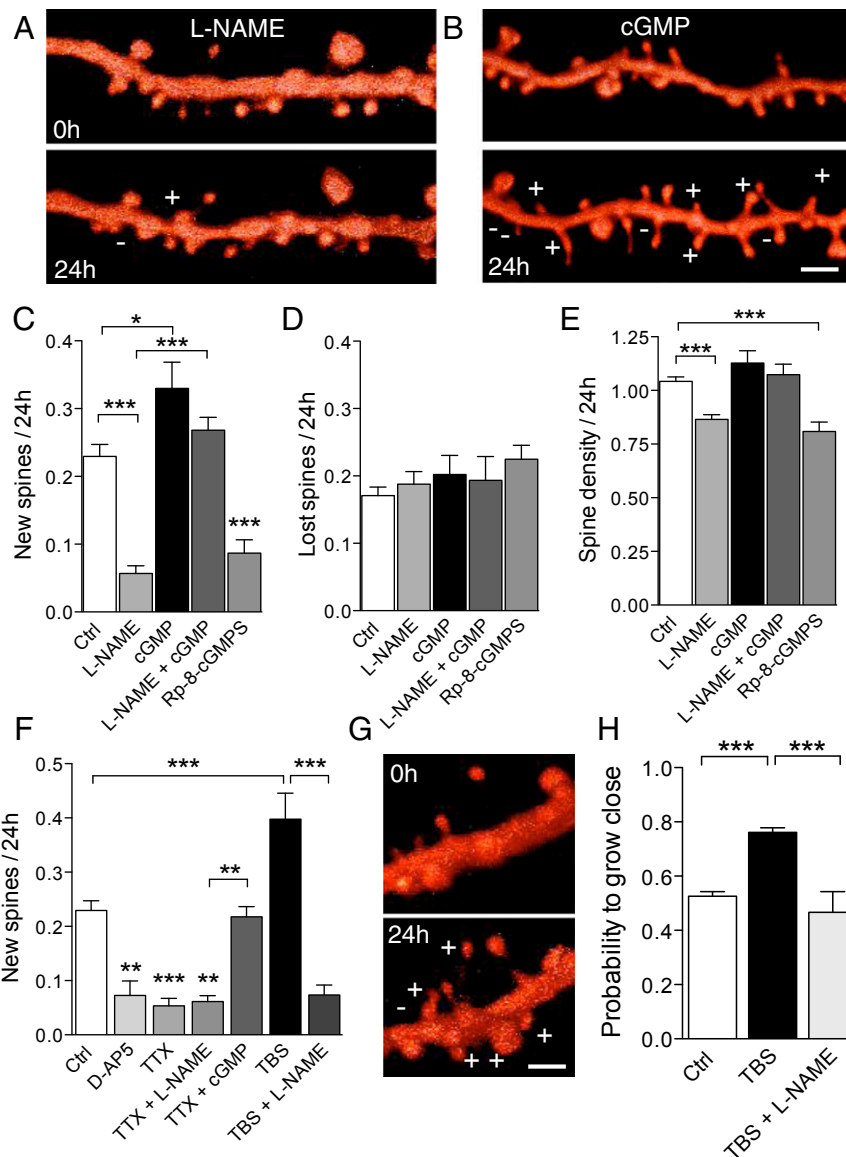 A
L-NAME
0h
+
-
24h
B
cGMP
+
+
+
- -
-
-
+
+
24h
C
New spines / 24h
0.4
0.3
0.2
0.1
0.0
*
***
***
***
Ctrl
L-NAME
cGMP
L-NAME + cGMP
Rp-8-cGMPS
D
Lost spines / 24h
0.4
0.3
0.2
0.1
0.0
Ctrl
L-NAME
cGMP
L-NAME + cGMP
Rp-8-cGMPS
E
Spine density / 24h
1.25
1.00
0.75
0.50
0.25
0.00
***
***
Ctrl
L-NAME
cGMP
L-NAME + cGMP
Rp-8-cGMPS
F
New spines / 24h
0.5
0.4
0.3
0.2
0.1
0.0
***
***
**
**
***
**
Ctrl
D-AP5
TTX
TTX + L-NAME
TTX + cGMP
TBS
TBS + L-NAME
G
0h
24h
+
+
-
+
+ +
H
Probability to grow close
1.0
0.8
0.6
0.4
0.2
0.0
***
***
Ctrl
TBS
TBS + L-NAME